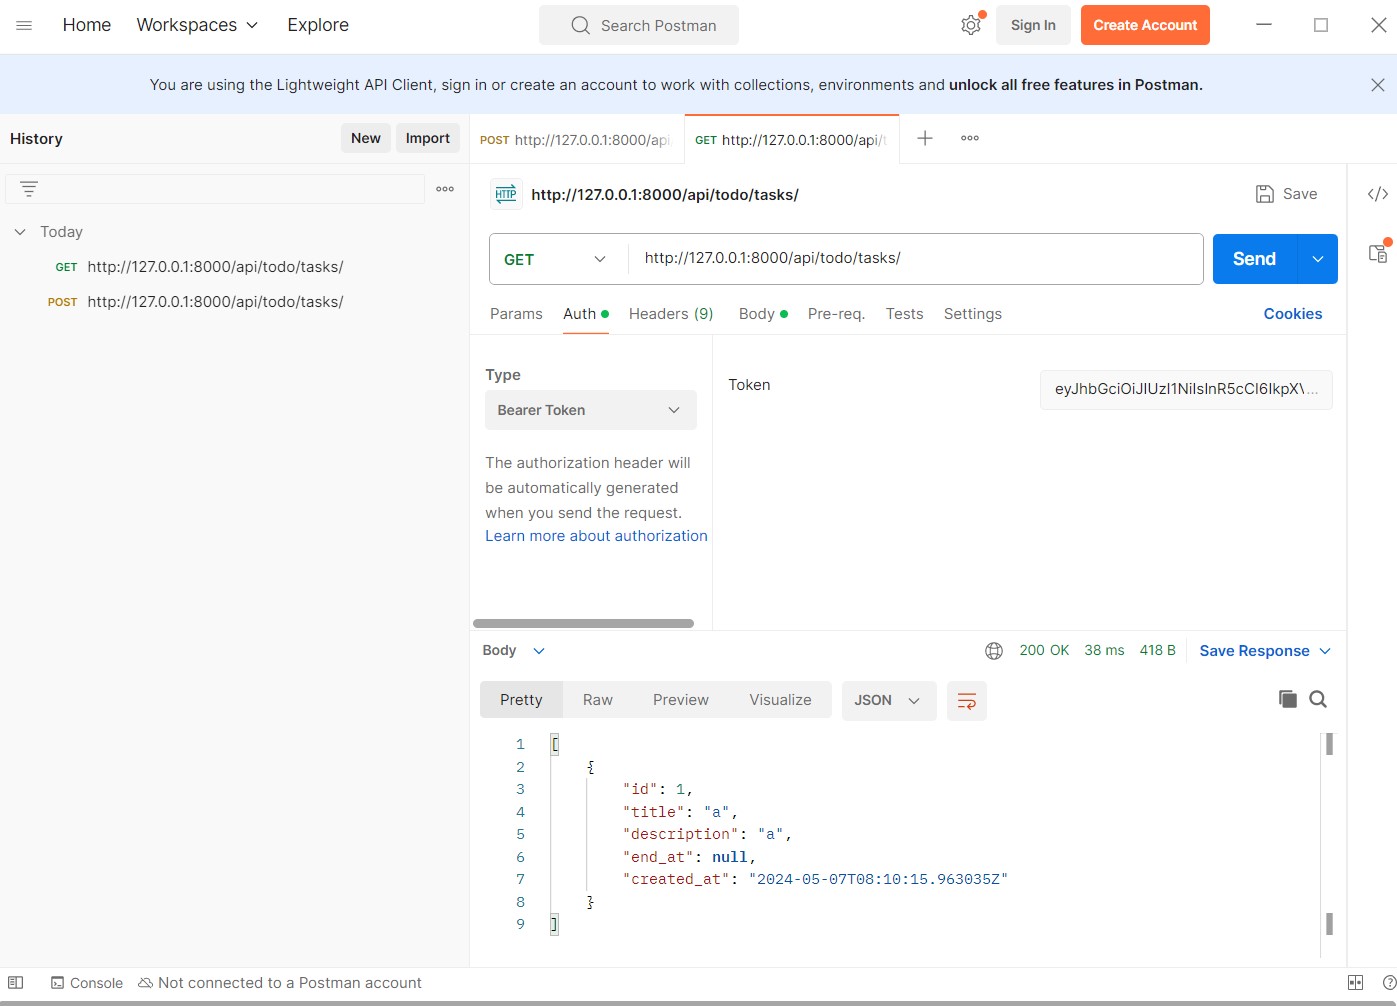 Home Workspaces Explore Search Postman Sign In Create Account
You are using the Lightweight API Client, sign in or create an account to work with collections, environments and unlock all free features in Postman.
History New Import
POST http://127.0.0.1:8000/api/ GET http://127.0.0.1:8000/api/t
HTTP http://127.0.0.1:8000/api/todo/tasks/ Save
Today
GET http://127.0.0.1:8000/api/todo/tasks/
POST http://127.0.0.1:8000/api/todo/tasks/
GET http://127.0.0.1:8000/api/todo/tasks/ Send
Params Auth Headers (9) Body Pre-req. Tests Settings Cookies
Type
Bearer Token
The authorization header will
be automatically generated
when you send the request.
Learn more about authorization
Token eyJhbGciOiJIUzI1NiIsInR5cCI6IkpX\...
Body 200 OK 38 ms 418 B Save Response
Pretty Raw Preview Visualize JSON
1 [
2 {
3 "id": 1,
4 "title": "a",
5 "description": "a",
6 "end_at": null,
7 "created_at": "2024-05-07T08:10:15.963035Z"
8 }
9 ]
Console Not connected to a Postman account